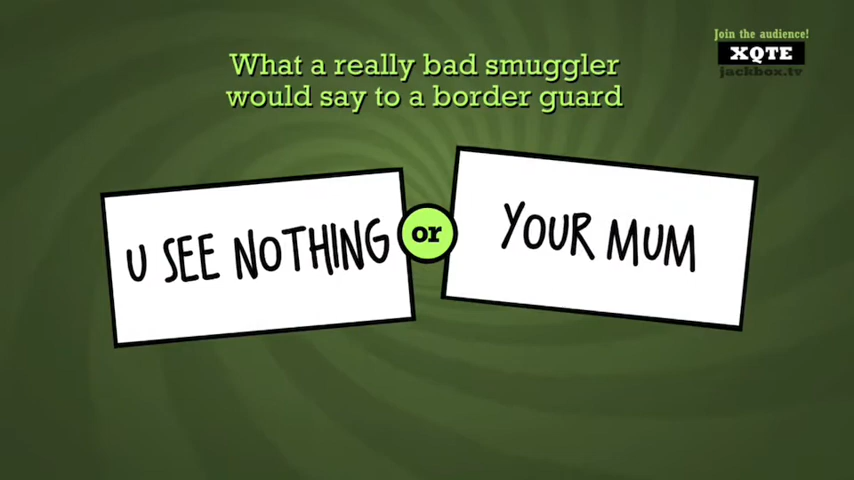 Join the audience!
XQTE
jackbox.tv
What a really bad smuggler
would say to a border guard
U SEE NOTHING
or
YOUR MUM